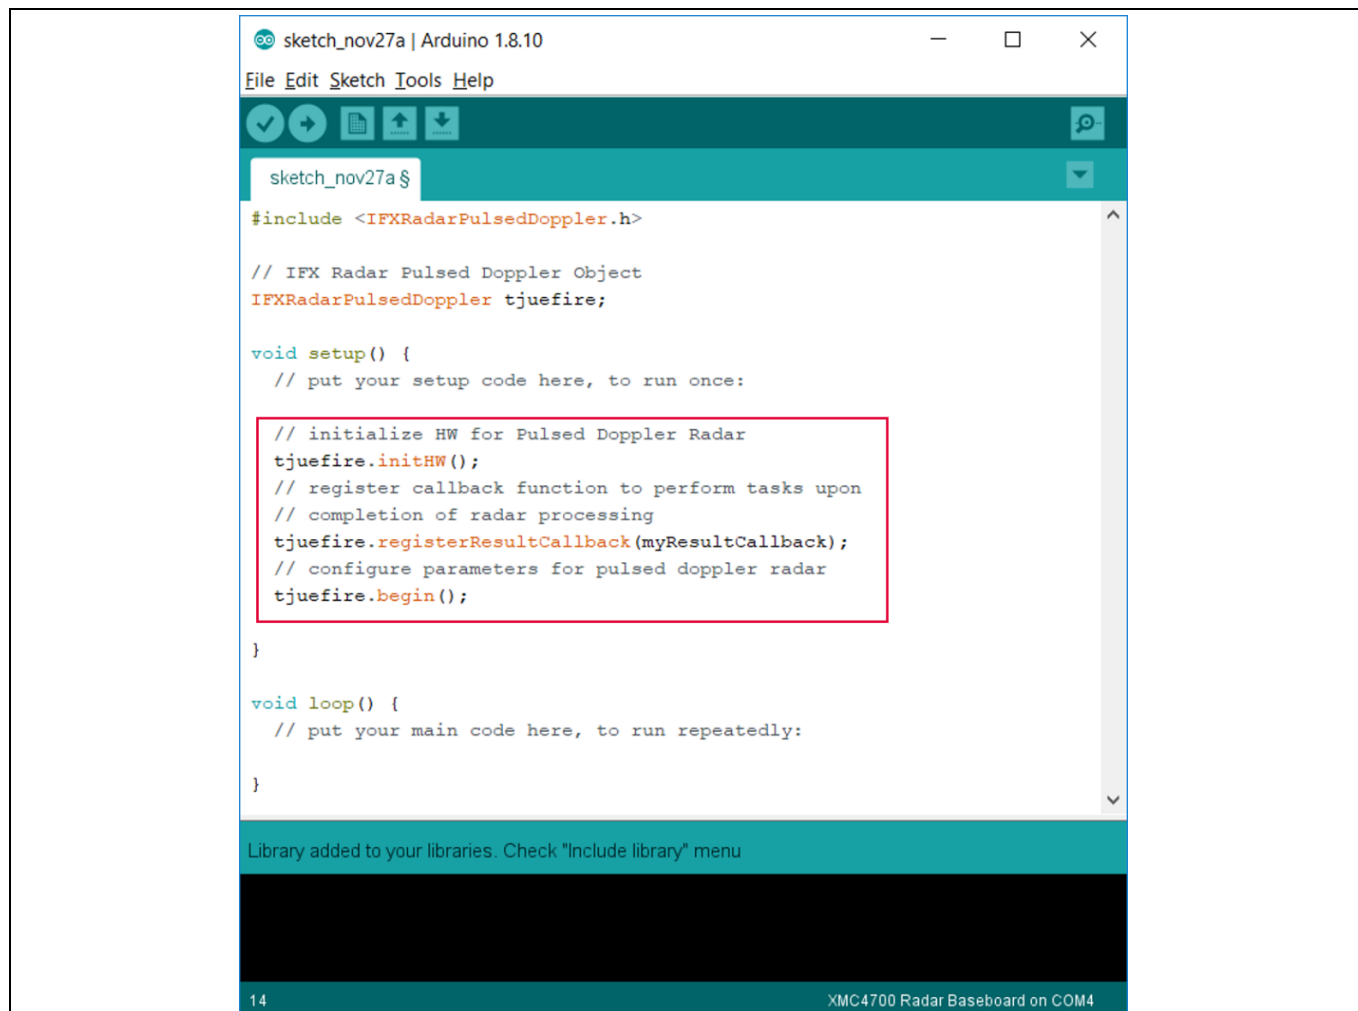 sketch_nov27a | Arduino 1.8.10
File Edit Sketch Tools Help
sketch_nov27a §
#include <IFXRadarPulsedDoppler.h>
// IFX Radar Pulsed Doppler Object
IFXRadarPulsedDoppler tjuefire;
void setup() {
// put your setup code here, to run once:
// initialize HW for Pulsed Doppler Radar
tjuefire.initHW();
// register callback function to perform tasks upon
// completion of radar processing
tjuefire.registerResultCallback(myResultCallback);
// configure parameters for pulsed doppler radar
tjuefire.begin();
}
void loop() {
// put your main code here, to run repeatedly:
}
Library added to your libraries. Check "Include library" menu
14 XMC4700 Radar Baseboard on COM4